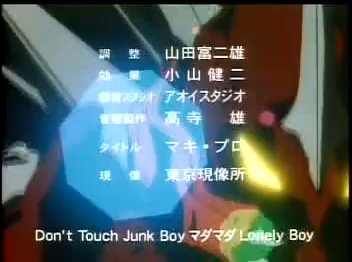 調整 山田富二雄
効果 小山健二
録音スタジオ アオイスタジオ
音響製作 高寺 雄
タイトル マキ・プロ
現像 東京現像所
Don't Touch Junk Boy マダマダ Lonely Boy